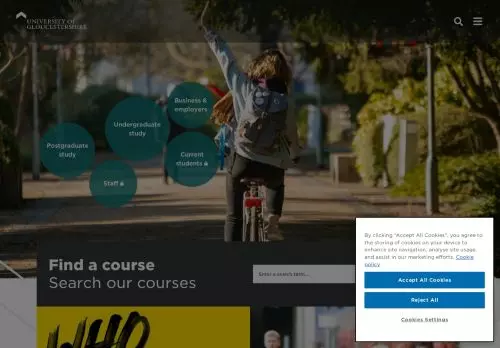 UNIVERSITY OF
GLOUCESTERSHIRE
Business &
employers
Undergraduate
study
Postgraduate
study
Current
students
Staff
Find a course
Search our courses
Enter a search term...
By clicking "Accept All Cookies", you agree to
the storing of cookies on your device to
enhance site navigation, analyse site usage,
and assist in our marketing efforts. Cookie
policy
Accept All Cookies
Reject All
Cookies Settings
WHO